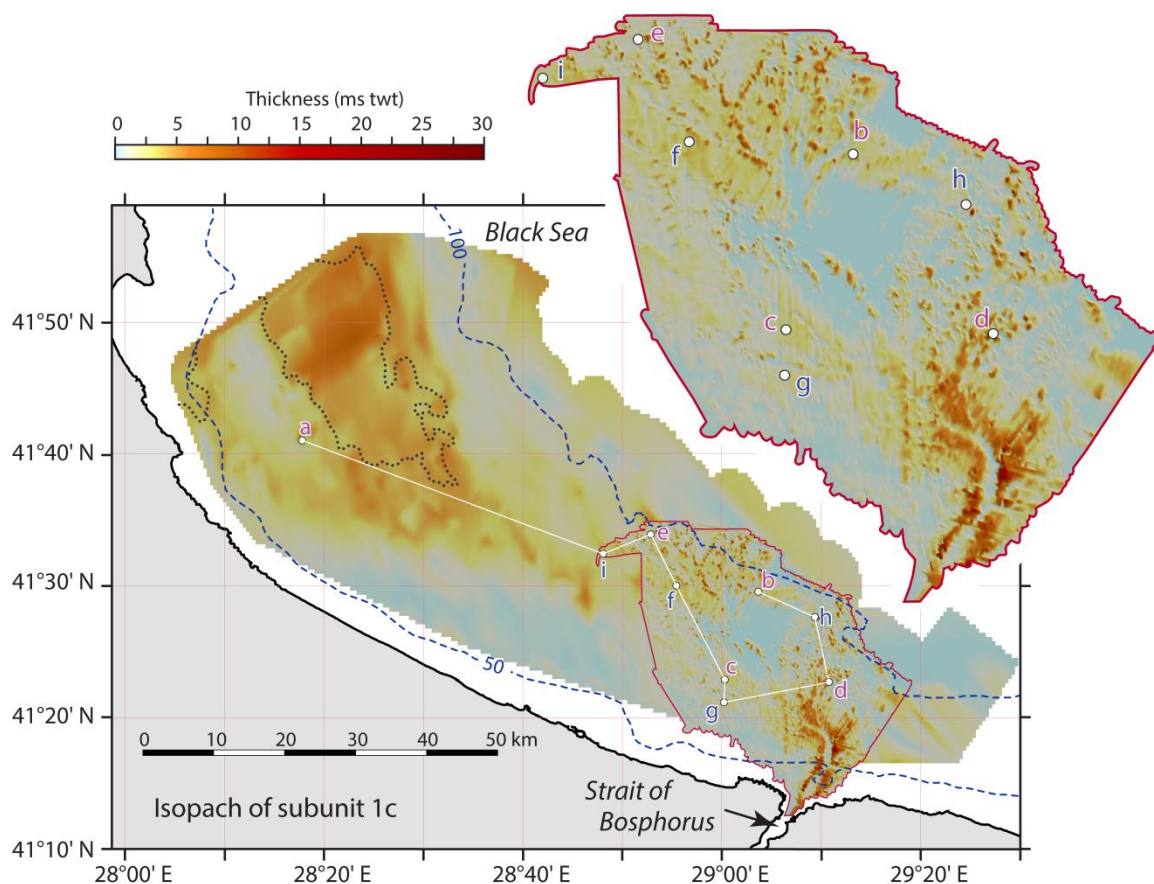 Thickness (ms twt)
0 5 10 15 20 25 30
e
i
b
f
h
c
d
g
Black Sea
100
41°50' N
a
41°40' N
e
i
41°30' N
b
f
h
50
c
d
g
41°20' N
0 10 20 30 40 50 km
Strait of
Bosphorus
Isopach of subunit 1c
41°10' N
28°00' E 28°20' E 28°40' E 29°00' E 29°20' E